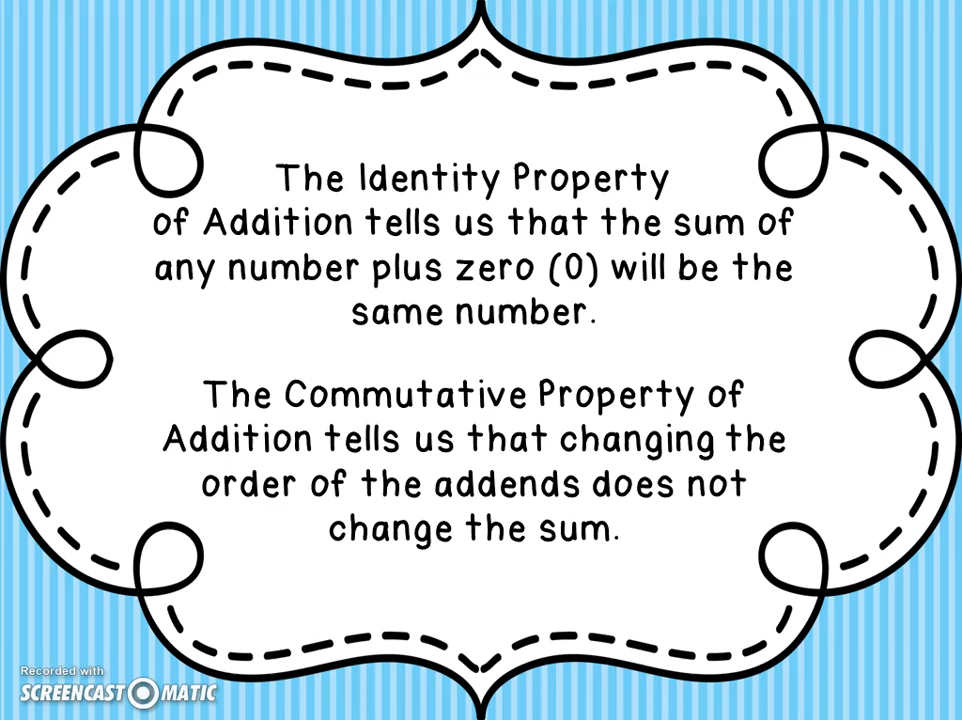 The Identity Property
of Addition tells us that the sum of
any number plus zero (0) will be the
same number.
The Commutative Property of
Addition tells us that changing the
order of the addends does not
change the sum.
Recorded with
SCREENCAST MATIC